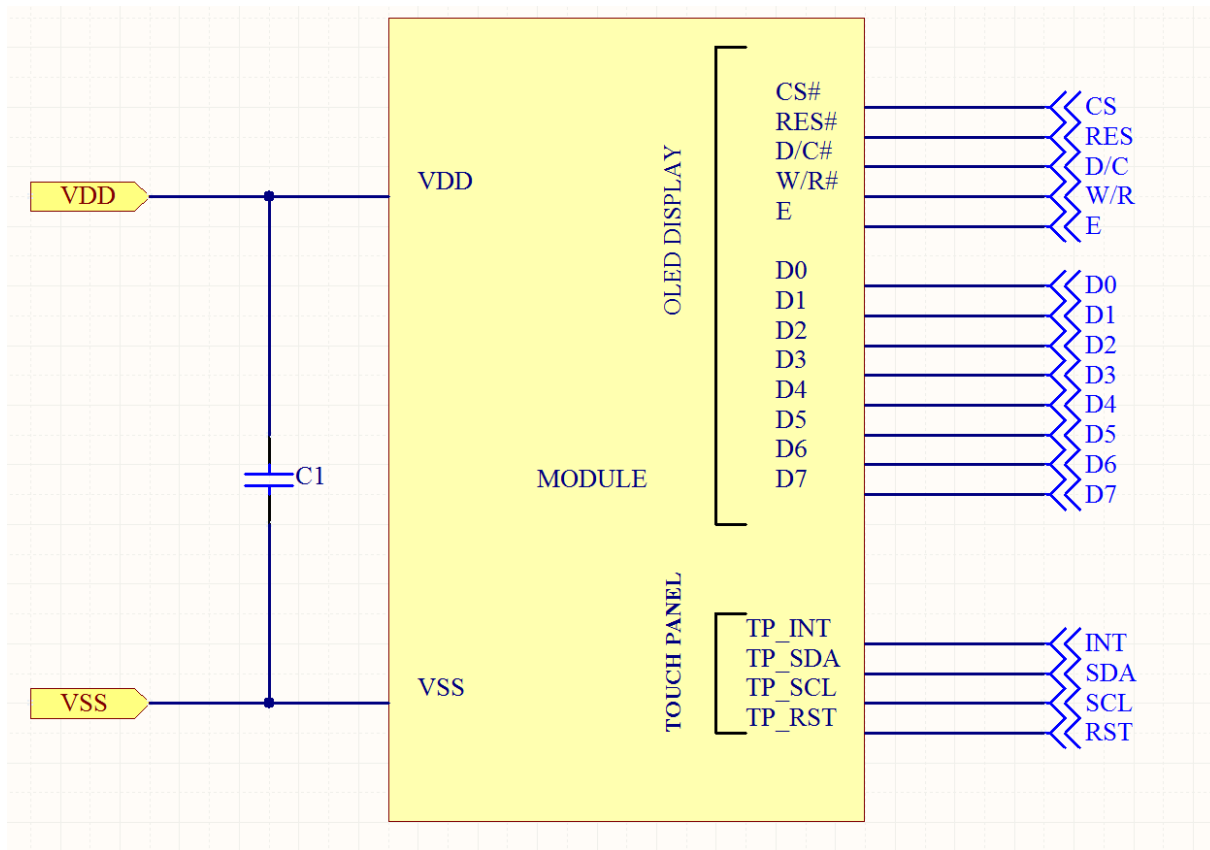 VDD
VSS
C1
VDD
VSS
MODULE
OLED DISPLAY
CS#
RES#
D/C#
W/R#
E
D0
D1
D2
D3
D4
D5
D6
D7
TOUCH PANEL
TP_INT
TP_SDA
TP_SCL
TP_RST
CS
RES
D/C
W/R
E
D0
D1
D2
D3
D4
D5
D6
D7
INT
SDA
SCL
RST